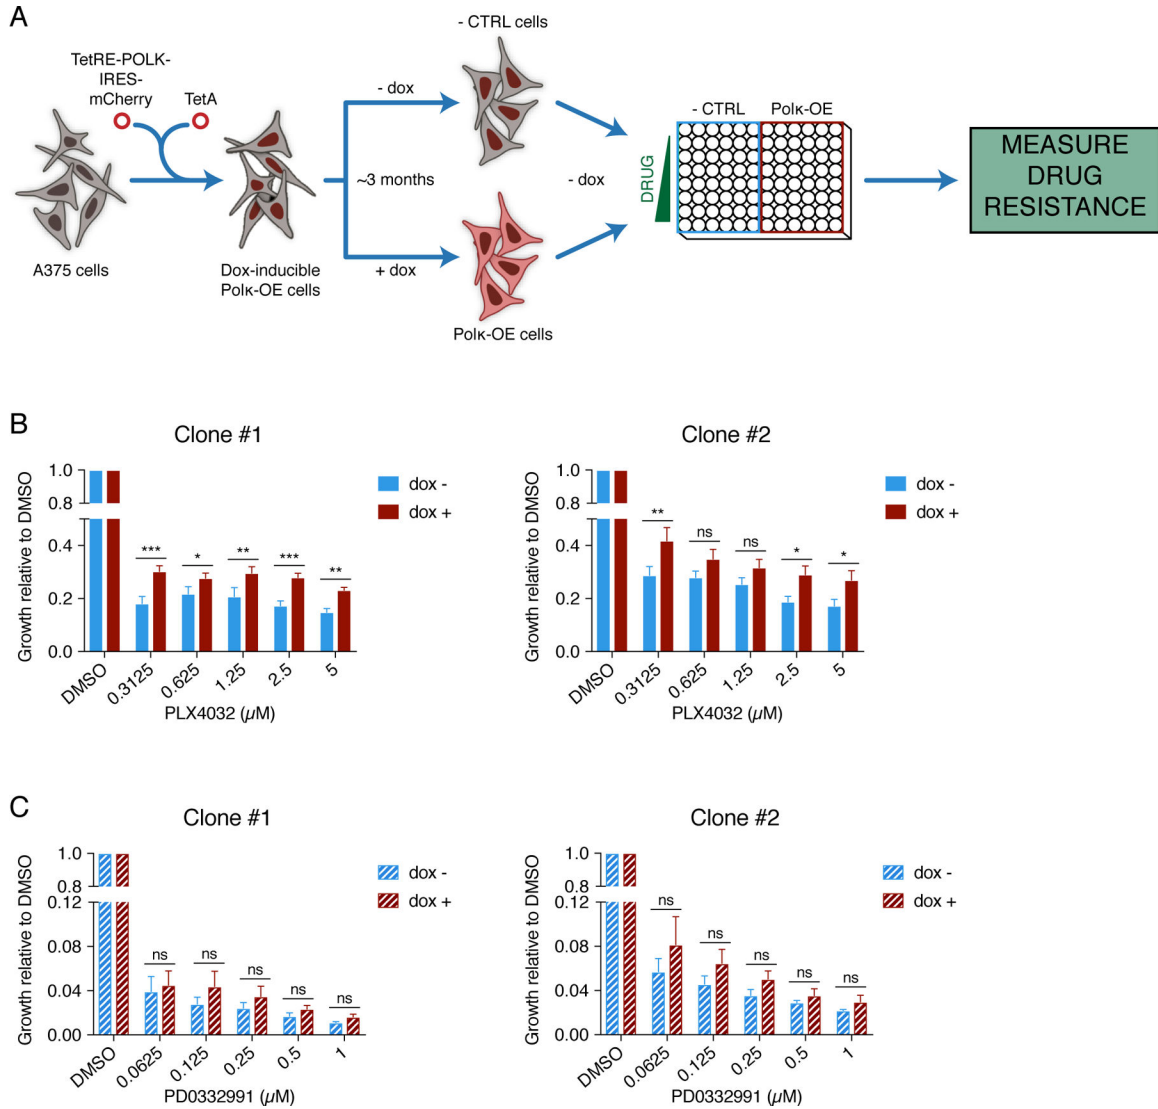 A
TetRE-POLK-
IRES-
mCherry
TetA
A375 cells
Dox-inducible
Polκ-OE cells
- dox
~3 months
+ dox
- CTRL cells
Polκ-OE cells
- dox
DRUG
- CTRL
Polκ-OE
MEASURE
DRUG
RESISTANCE
B
Clone #1
Growth relative to DMSO
1.0
0.8
0.4
0.2
0.0
***
*
**
***
**
DMSO
0.3125
0.625
1.25
2.5
5
PLX4032 (µM)
dox -
dox +
Clone #2
Growth relative to DMSO
1.0
0.8
0.4
0.2
0.0
**
ns
ns
*
*
DMSO
0.3125
0.625
1.25
2.5
5
PLX4032 (µM)
dox -
dox +
C
Clone #1
Growth relative to DMSO
1.0
0.8
0.12
0.08
0.04
0.00
ns
ns
ns
ns
ns
DMSO
0.0625
0.125
0.25
0.5
1
PD0332991 (µM)
dox -
dox +
Clone #2
Growth relative to DMSO
1.0
0.8
0.12
0.08
0.04
0.00
ns
ns
ns
ns
ns
DMSO
0.0625
0.125
0.25
0.5
1
PD0332991 (µM)
dox -
dox +